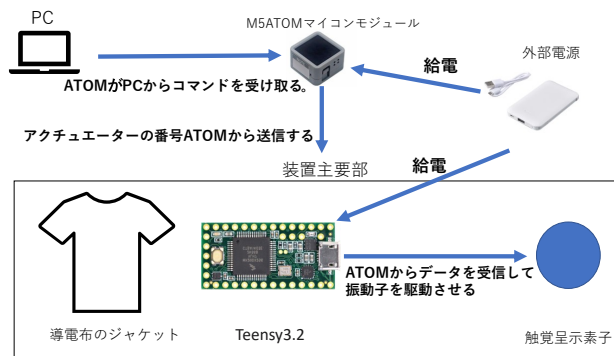 PC
M5ATOMマイコンモジュール
外部電源
給電
ATOMがPCからコマンドを受け取る。
アクチュエーターの番号ATOMから送信する
装置主要部
給電
ATOMからデータを受信して
振動子を駆動させる
導電布のジャケット
Teensy3.2
触覚呈示素子